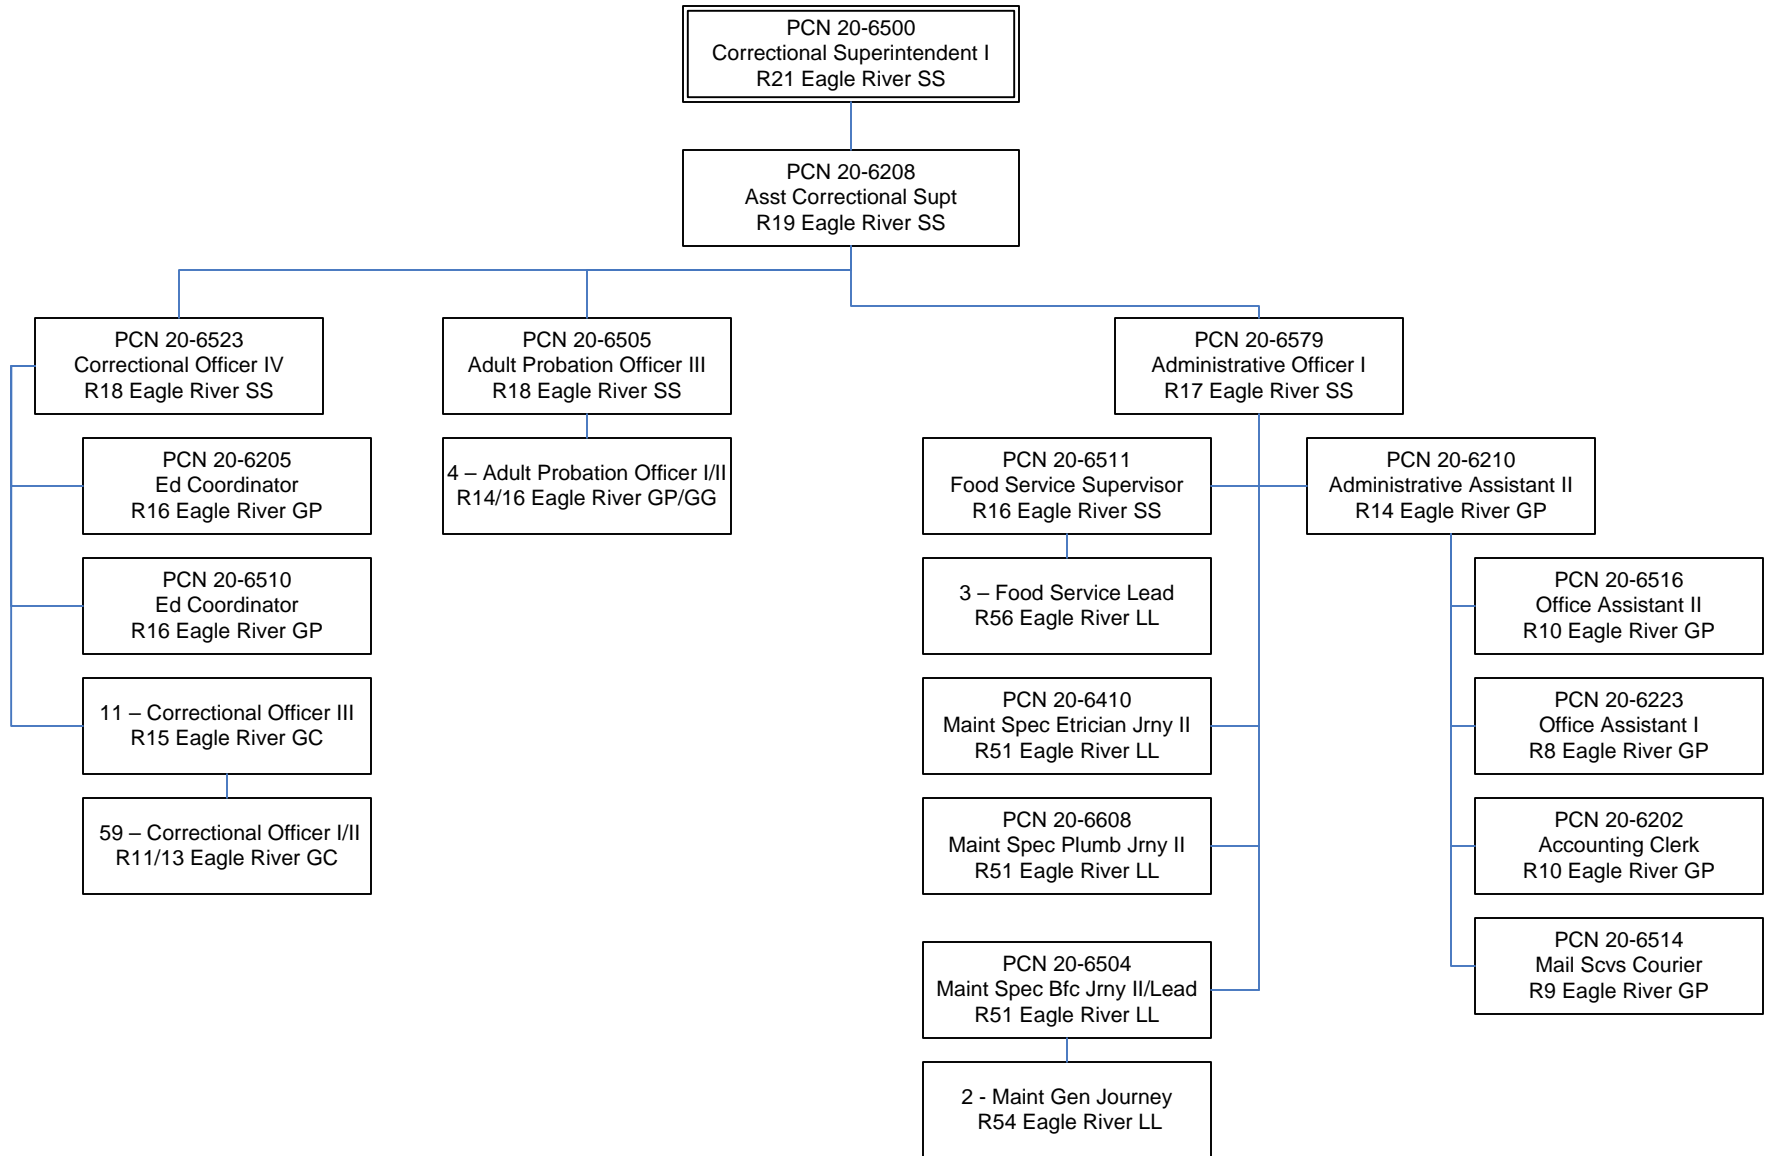 PCN 20-6500
Correctional Superintendent I
R21 Eagle River SS
PCN 20-6208
Asst Correctional Supt
R19 Eagle River SS
PCN 20-6523
Correctional Officer IV
R18 Eagle River SS
PCN 20-6505
Adult Probation Officer III
R18 Eagle River SS
PCN 20-6579
Administrative Officer I
R17 Eagle River SS
PCN 20-6205
Ed Coordinator
R16 Eagle River GP
4 – Adult Probation Officer I/II
R14/16 Eagle River GP/GG
PCN 20-6511
Food Service Supervisor
R16 Eagle River SS
PCN 20-6210
Administrative Assistant II
R14 Eagle River GP
PCN 20-6510
Ed Coordinator
R16 Eagle River GP
3 – Food Service Lead
R56 Eagle River LL
PCN 20-6516
Office Assistant II
R10 Eagle River GP
11 – Correctional Officer III
R15 Eagle River GC
PCN 20-6410
Maint Spec Etrician Jrny II
R51 Eagle River LL
PCN 20-6223
Office Assistant I
R8 Eagle River GP
59 – Correctional Officer I/II
R11/13 Eagle River GC
PCN 20-6608
Maint Spec Plumb Jrny II
R51 Eagle River LL
PCN 20-6202
Accounting Clerk
R10 Eagle River GP
PCN 20-6504
Maint Spec Bfc Jrny II/Lead
R51 Eagle River LL
PCN 20-6514
Mail Scvs Courier
R9 Eagle River GP
2 - Maint Gen Journey
R54 Eagle River LL